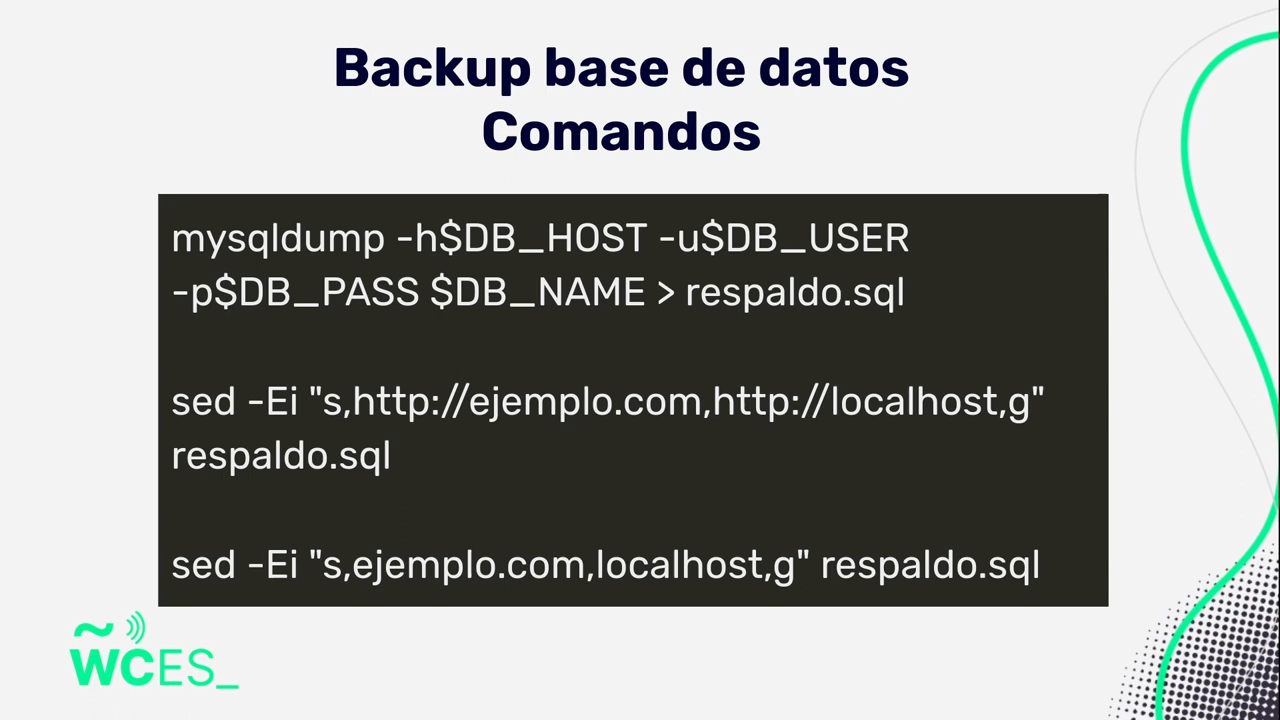 Backup base de datos
Comandos
mysqldump -h$DB_HOST -u$DB_USER
-p$DB_PASS $DB_NAME > respaldo.sql
sed -Ei "s,http://ejemplo.com,http://localhost,g"
respaldo.sql
sed -Ei "s,ejemplo.com,localhost,g" respaldo.sql
~
WCES_